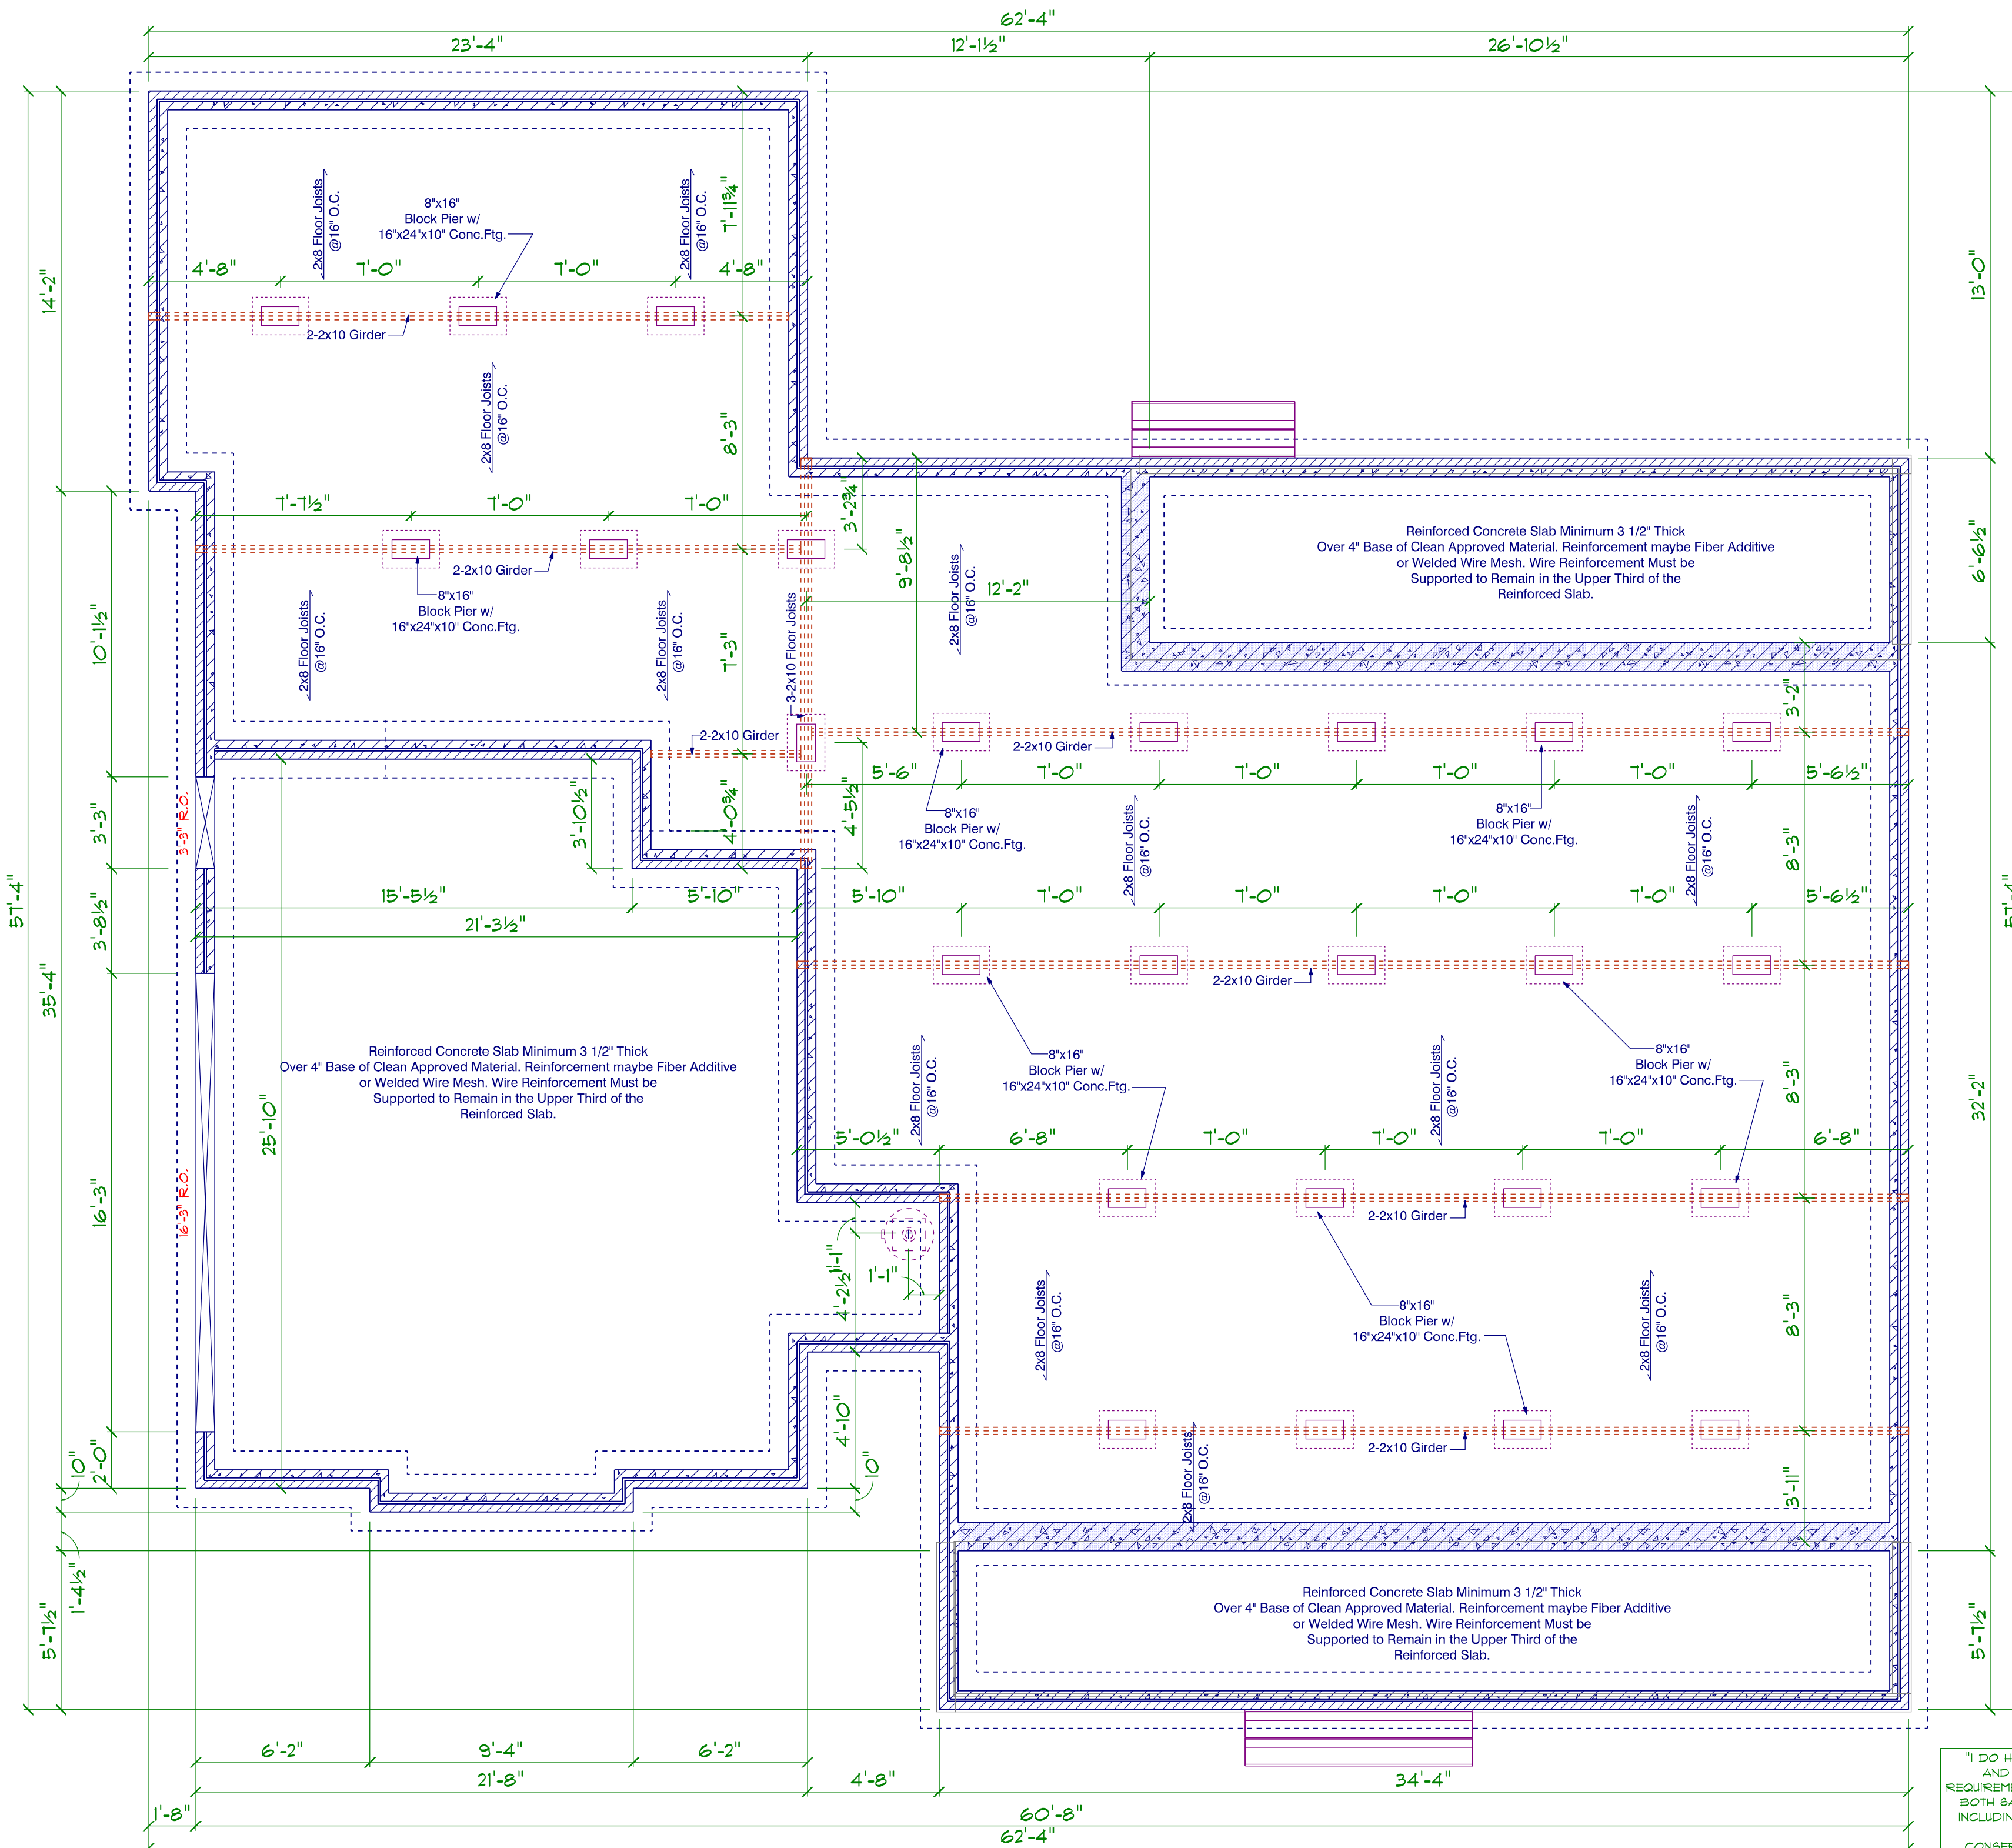 62'-4"
23'-4"
12'-1½"
26'-10½"
14'-2"
7'-11¾"
13'-0"
2x8 Floor Joists
@16" O.C.
8"x16"
Block Pier w/
16"x24"x10" Conc.Ftg.
2x8 Floor Joists
@16" O.C.
4'-8"
7'-0"
7'-0"
4'-8"
2-2x10 Girder
2x8 Floor Joists
@16" O.C.
8'-3"
7'-7½"
7'-0"
7'-0"
3'-2¾"
9'-8½"
2-2x10 Girder
8"x16"
Block Pier w/
16"x24"x10" Conc.Ftg.
2x8 Floor Joists
@16" O.C.
12'-2"
Reinforced Concrete Slab Minimum 3 1/2" Thick
Over 4" Base of Clean Approved Material. Reinforcement maybe Fiber Additive
or Welded Wire Mesh. Wire Reinforcement Must be
Supported to Remain in the Upper Third of the
Reinforced Slab.
6'-6½"
10'-1½"
2x8 Floor Joists
@16" O.C.
2x8 Floor Joists
@16" O.C.
7'-3"
3-2x10 Floor Joists
3'-2"
2-2x10 Girder
2-2x10 Girder
5'-6"
7'-0"
7'-0"
7'-0"
7'-0"
5'-6½"
3'-3"
3'-3" R.O.
3'-10½"
4'-0¾"
4'-5½"
8"x16"
Block Pier w/
16"x24"x10" Conc.Ftg.
2x8 Floor Joists
@16" O.C.
8"x16"
Block Pier w/
16"x24"x10" Conc.Ftg.
2x8 Floor Joists
@16" O.C.
8'-3"
57'-4"
35'-4"
3'-8½"
15'-5½"
5'-10"
5'-10"
7'-0"
7'-0"
7'-0"
7'-0"
5'-6½"
57'-4"
21'-3½"
2-2x10 Girder
Reinforced Concrete Slab Minimum 3 1/2" Thick
Over 4" Base of Clean Approved Material. Reinforcement maybe Fiber Additive
or Welded Wire Mesh. Wire Reinforcement Must be
Supported to Remain in the Upper Third of the
Reinforced Slab.
25'-10"
2x8 Floor Joists
@16" O.C.
8"x16"
Block Pier w/
16"x24"x10" Conc.Ftg.
2x8 Floor Joists
@16" O.C.
8"x16"
Block Pier w/
16"x24"x10" Conc.Ftg.
8'-3"
32'-2"
5'-0½"
6'-8"
7'-0"
7'-0"
7'-0"
6'-8"
16'-3"
16'-3" R.O.
2-2x10 Girder
1'-1"
1'-1"
4'-2½"
2x8 Floor Joists
@16" O.C.
8"x16"
Block Pier w/
16"x24"x10" Conc.Ftg.
2x8 Floor Joists
@16" O.C.
8'-3"
4'-10"
10"
2-2x10 Girder
2x8 Floor Joists
@16" O.C.
3'-11"
10"
2'-0"
1'-4½"
5'-7½"
Reinforced Concrete Slab Minimum 3 1/2" Thick
Over 4" Base of Clean Approved Material. Reinforcement maybe Fiber Additive
or Welded Wire Mesh. Wire Reinforcement Must be
Supported to Remain in the Upper Third of the
Reinforced Slab.
5'-7½"
6'-2"
9'-4"
6'-2"
21'-8"
4'-8"
34'-4"
1'-8"
60'-8"
62'-4"
"I DO H
AND
REQUIREME
BOTH SA
INCLUDIN
CONSER